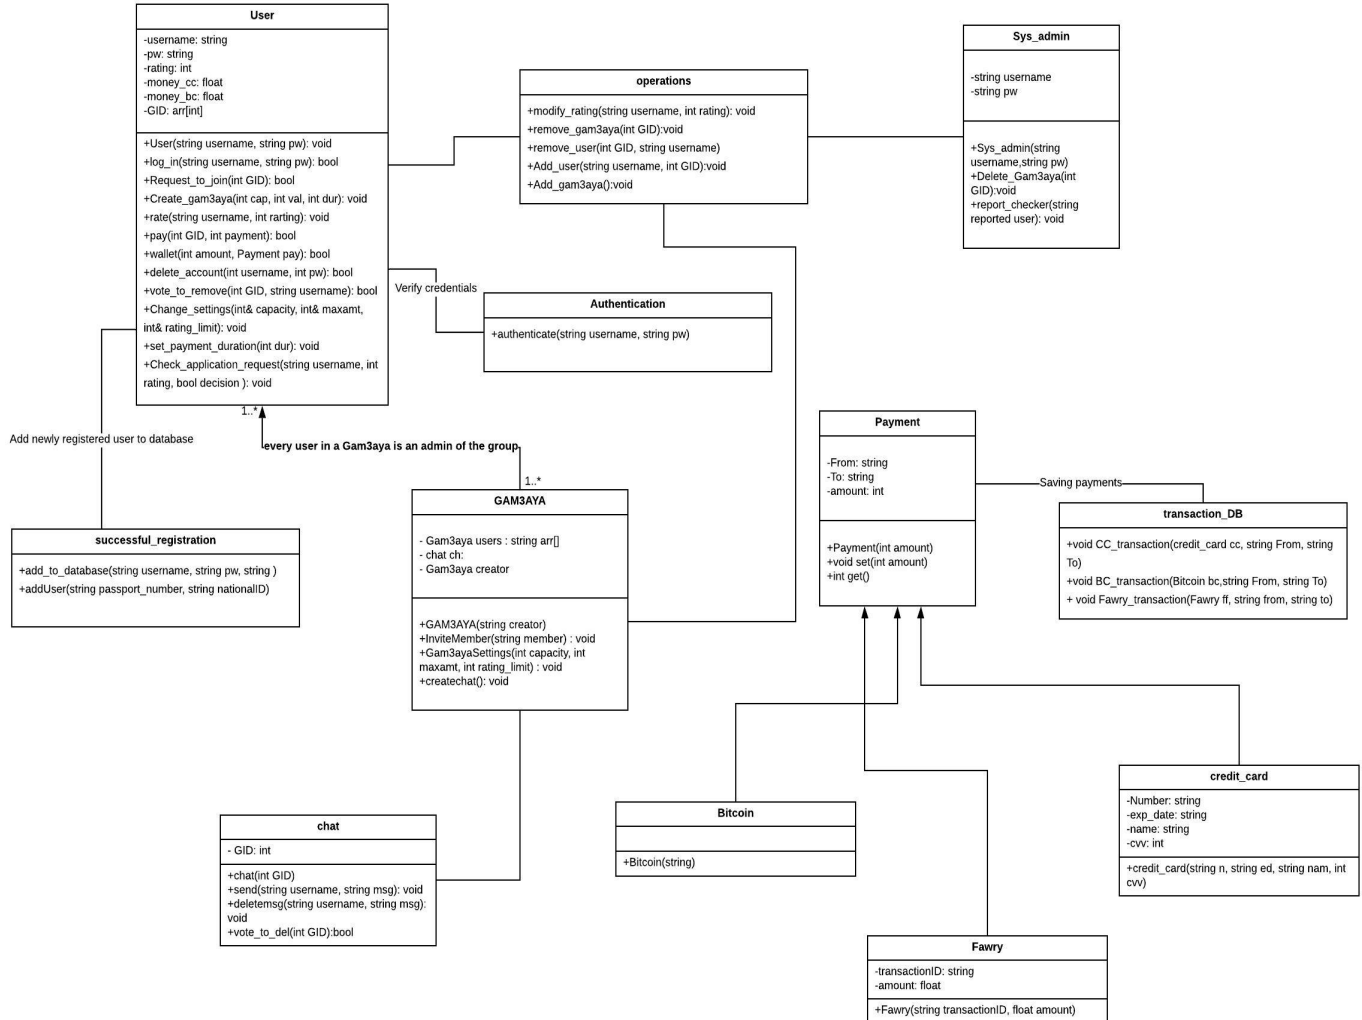 User
-username: string
-pw: string
-rating: int
-money_cc: float
-money_bc: float
-GID: arr[int]
+User(string username, string pw): void
+log_in(string username, string pw): bool
+Request_to_join(int GID): bool
+Create_gam3aya(int cap, int val, int dur): void
+rate(string username, int rarting): void
+pay(int GID, int payment): bool
+wallet(int amount, Payment pay): bool
+delete_account(int username, int pw): bool
+vote_to_remove(int GID, string username): bool
+Change_settings(int& capacity, int& maxamt,
int& rating_limit): void
+set_payment_duration(int dur): void
+Check_application_request(string username, int
rating, bool decision ): void
operations
+modify_rating(string username, int rating): void
+remove_gam3aya(int GID):void
+remove_user(int GID, string username)
+Add_user(string username, int GID):void
+Add_gam3aya():void
Sys_admin
-string username
-string pw
+Sys_admin(string
username,string pw)
+Delete_Gam3aya(int
GID):void
+report_checker(string
reported user): void
Verify credentials
Authentication
+authenticate(string username, string pw)
1..*
Add newly registered user to database
every user in a Gam3aya is an admin of the group
1..*
successful_registration
+add_to_database(string username, string pw, string )
+addUser(string passport_number, string nationalID)
GAM3AYA
- Gam3aya users : string arr[]
- chat ch:
- Gam3aya creator
+GAM3AYA(string creator)
+InviteMember(string member) : void
+Gam3ayaSettings(int capacity, int
maxamt, int rating_limit) : void
+createchat(): void
Payment
-From: string
-To: string
-amount: int
+Payment(int amount)
+void set(int amount)
+int get()
Saving payments
transaction_DB
+void CC_transaction(credit_card cc, string From, string
To)
+void BC_transaction(Bitcoin bc,string From, string To)
+ void Fawry_transaction(Fawry ff, string from, string to)
chat
- GID: int
+chat(int GID)
+send(string username, string msg): void
+deletemsg(string username, string msg):
void
+vote_to_del(int GID):bool
Bitcoin
+Bitcoin(string)
credit_card
-Number: string
-exp_date: string
-name: string
-cvv: int
+credit_card(string n, string ed, string nam, int
cvv)
Fawry
-transactionID: string
-amount: float
+Fawry(string transactionID, float amount)